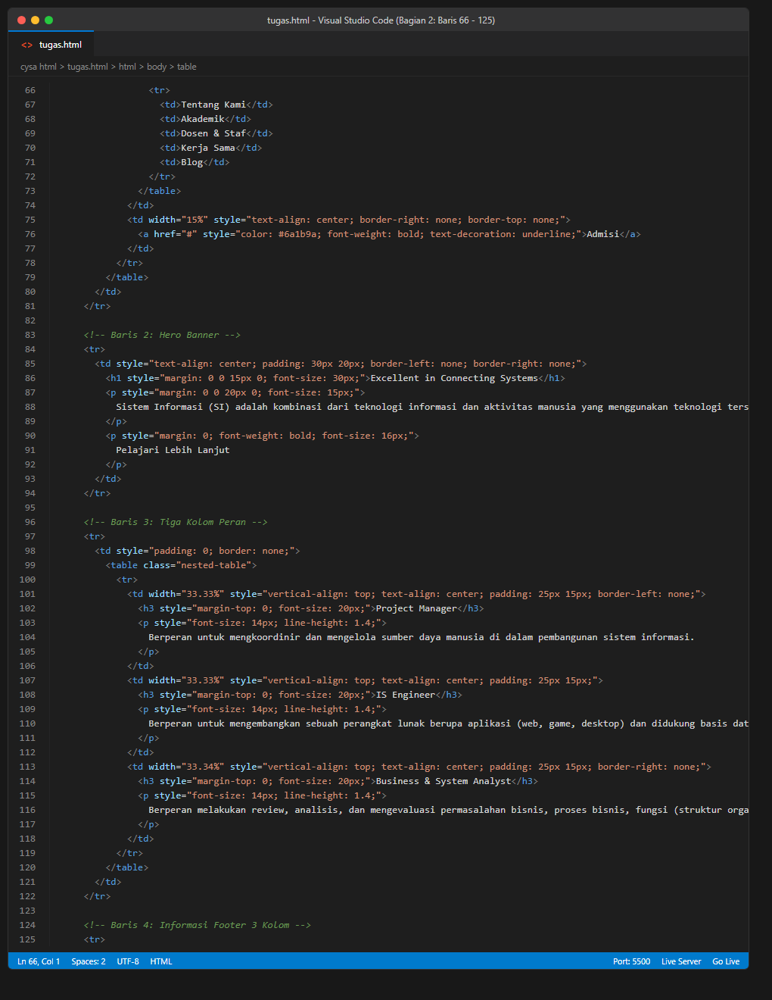 tugas.html - Visual Studio Code (Bagian 2: Baris 66 - 125)
<> tugas.html
cysa html > tugas.html > html > body > table
66 <tr>
67 <td>Tentang Kami</td>
68 <td>Akademik</td>
69 <td>Dosen & Staf</td>
70 <td>Kerja Sama</td>
71 <td>Blog</td>
72 </tr>
73 </table>
74 </td>
75 <td width="15%" style="text-align: center; border-right: none; border-top: none;">
76 <a href="#" style="color: #6a1b9a; font-weight: bold; text-decoration: underline;">Admisi</a>
77 </td>
78 </tr>
79 </table>
80 </td>
81 </tr>
82
83 <!-- Baris 2: Hero Banner -->
84 <tr>
85 <td style="text-align: center; padding: 30px 20px; border-left: none; border-right: none;">
86 <h1 style="margin: 0 0 15px 0; font-size: 30px;">Excellent in Connecting Systems</h1>
87 <p style="margin: 0 0 20px 0; font-size: 15px;">
88 Sistem Informasi (SI) adalah kombinasi dari teknologi informasi dan aktivitas manusia yang menggunakan teknologi ters
89 </p>
90 <p style="margin: 0; font-weight: bold; font-size: 16px;">
91 Pelajari Lebih Lanjut
92 </p>
93 </td>
94 </tr>
95
96 <!-- Baris 3: Tiga Kolom Peran -->
97 <tr>
98 <td style="padding: 0; border: none;">
99 <table class="nested-table">
100 <tr>
101 <td width="33.33%" style="vertical-align: top; text-align: center; padding: 25px 15px; border-left: none;">
102 <h3 style="margin-top: 0; font-size: 20px;">Project Manager</h3>
103 <p style="font-size: 14px; line-height: 1.4;">
104 Berperan untuk mengkoordinir dan mengelola sumber daya manusia di dalam pembangunan sistem informasi.
105 </p>
106 </td>
107 <td width="33.33%" style="vertical-align: top; text-align: center; padding: 25px 15px;">
108 <h3 style="margin-top: 0; font-size: 20px;">IS Engineer</h3>
109 <p style="font-size: 14px; line-height: 1.4;">
110 Berperan untuk mengembangkan sebuah perangkat lunak berupa aplikasi (web, game, desktop) dan didukung basis dat
111 </p>
112 </td>
113 <td width="33.34%" style="vertical-align: top; text-align: center; padding: 25px 15px; border-right: none;">
114 <h3 style="margin-top: 0; font-size: 20px;">Business & System Analyst</h3>
115 <p style="font-size: 14px; line-height: 1.4;">
116 Berperan melakukan review, analisis, dan mengevaluasi permasalahan bisnis, proses bisnis, fungsi (struktur orga
117 </p>
118 </td>
119 </tr>
120 </table>
121 </td>
122 </tr>
123
124 <!-- Baris 4: Informasi Footer 3 Kolom -->
125 <tr>
Ln 66, Col 1 Spaces: 2 UTF-8 HTML Port: 5500 Live Server Go Live